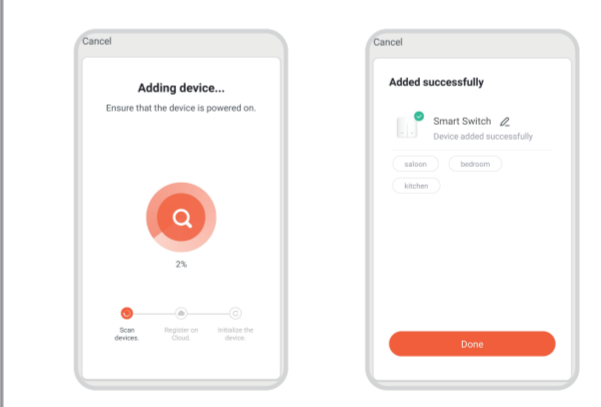 Cancel
Adding device...
Ensure that the device is powered on.
2%
Scan
devices.
Register on
Cloud.
Initialize the
device.
Cancel
Added successfully
Smart Switch
Device added successfully
saloon
bedroom
kitchen
Done